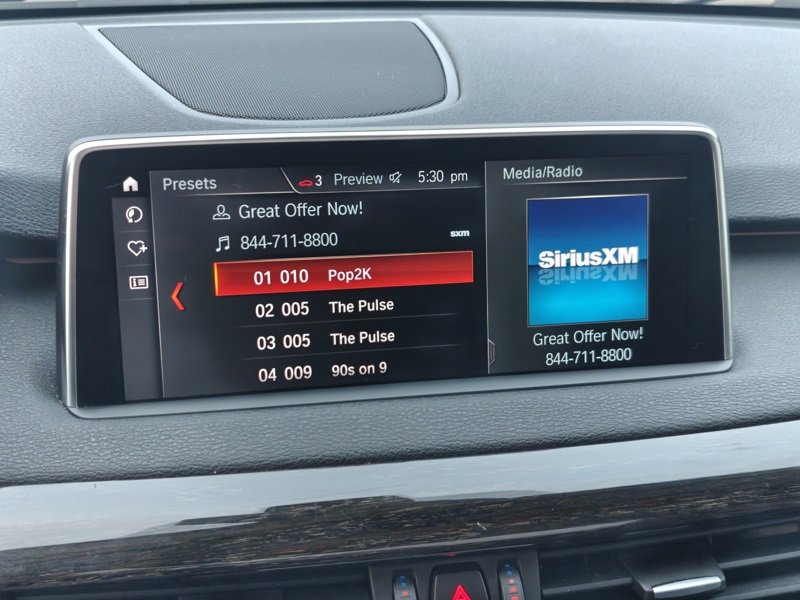 Presets
3 Preview 5:30 pm
Great Offer Now!
844-711-8800
sxm
01 010 Pop2K
02 005 The Pulse
03 005 The Pulse
04 009 90s on 9
Media/Radio
SiriusXM
Great Offer Now!
844-711-8800